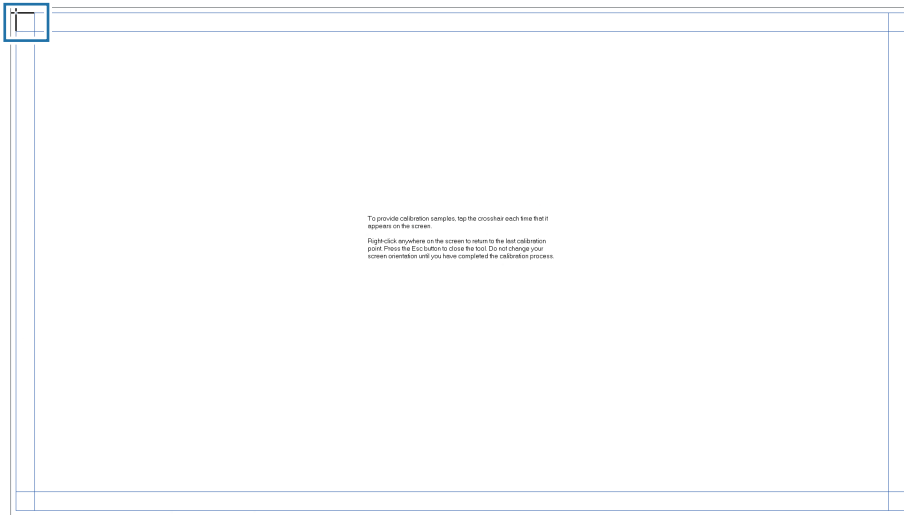 To provide calibration samples, tap the crosshair each time that it
appears on the screen.
Right-click anywhere on the screen to return to the last calibration
point. Press the Esc button to close the tool. Do not change your
screen orientation until you have completed the calibration process.